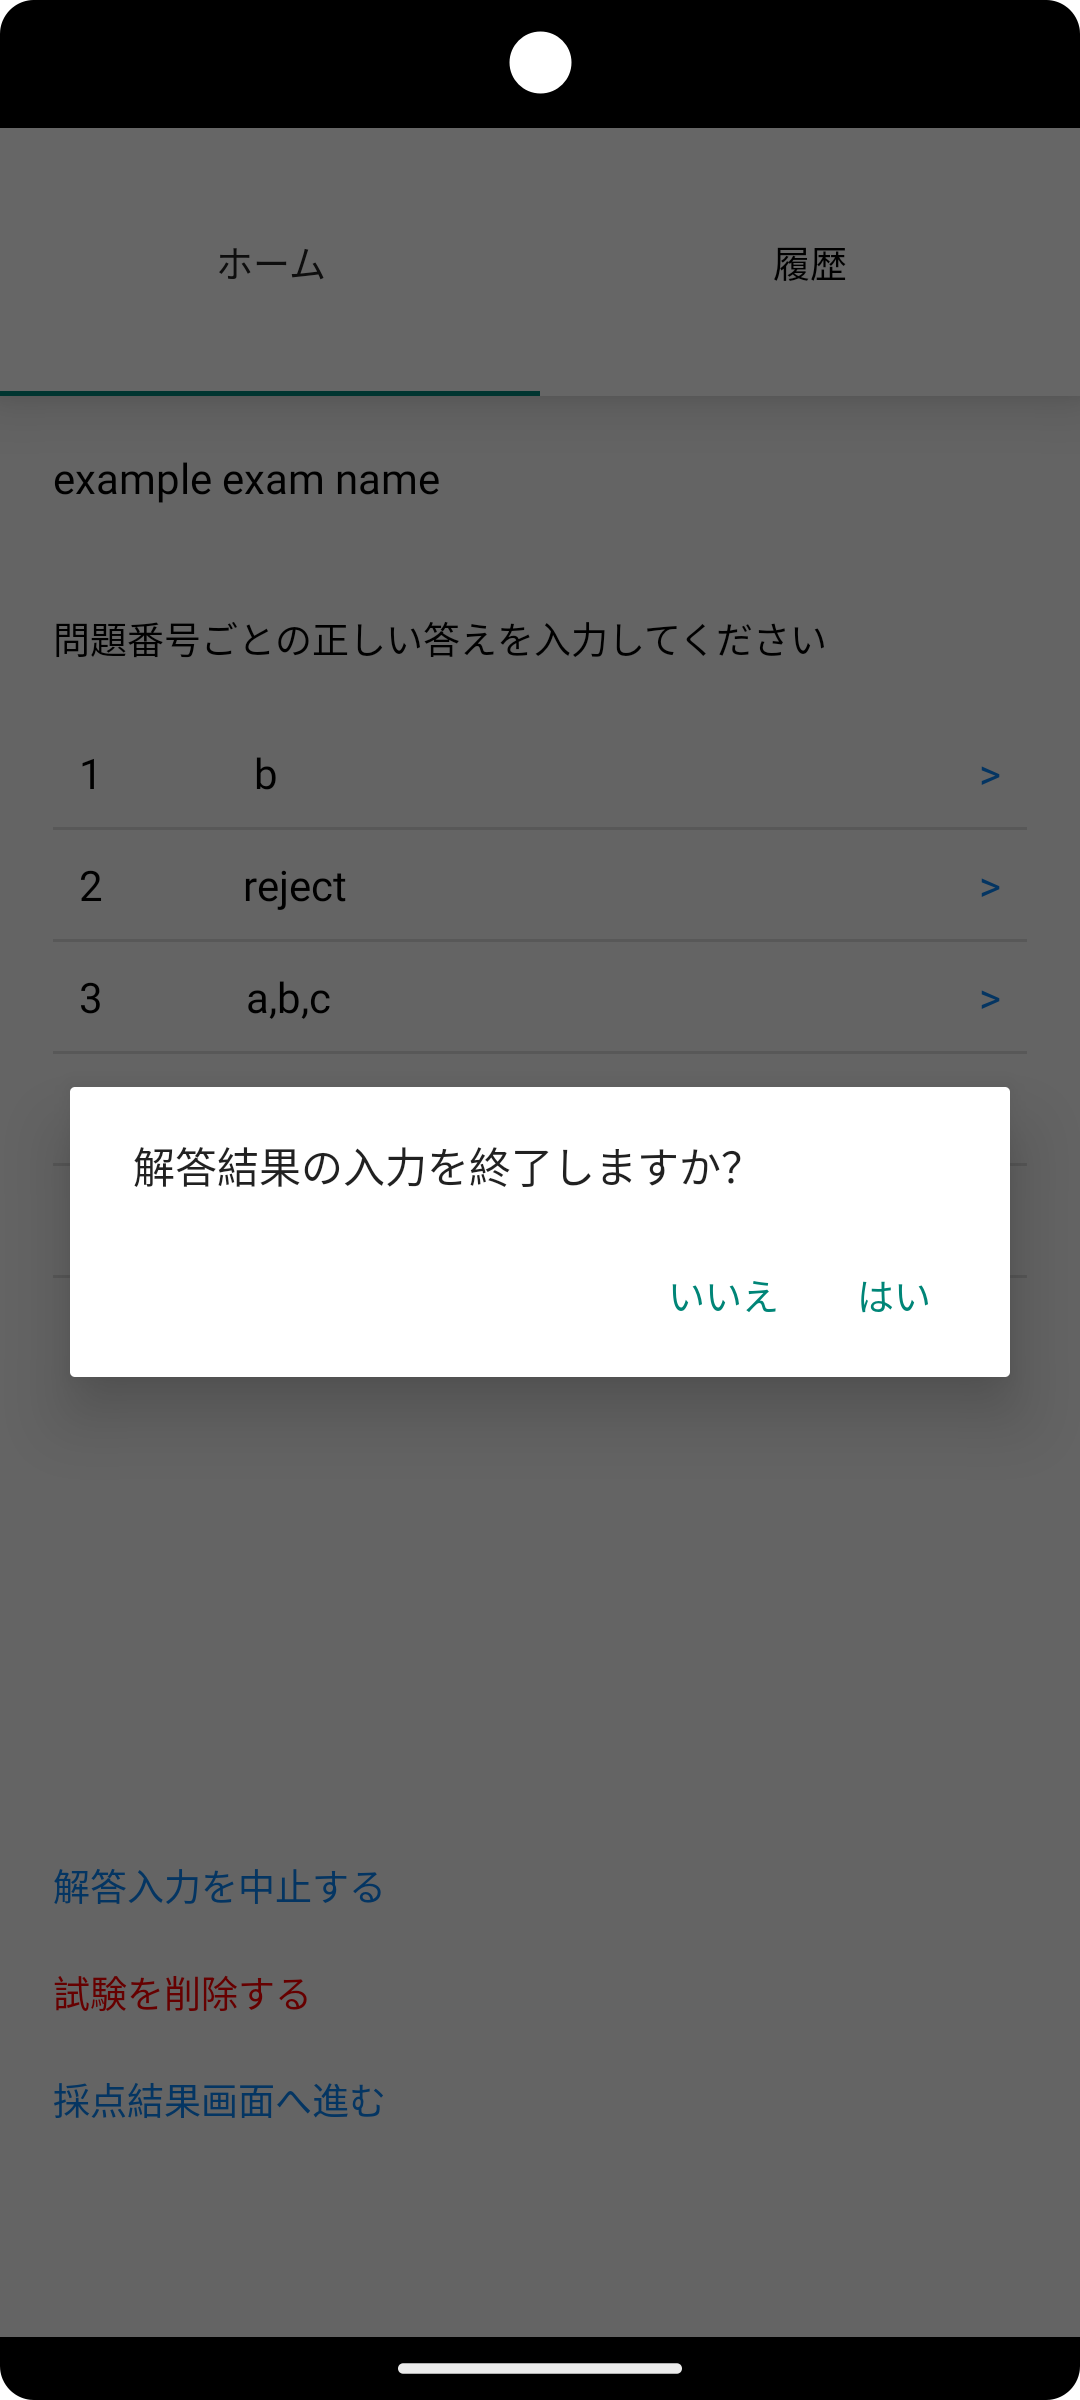 ホーム 履歴
example exam name
問題番号ごとの正しい答えを入力してください
1 b >
2 reject >
3 a,b,c >
解答結果の入力を終了しますか?
いいえ はい
解答入力を中止する
試験を削除する
採点結果画面へ進む